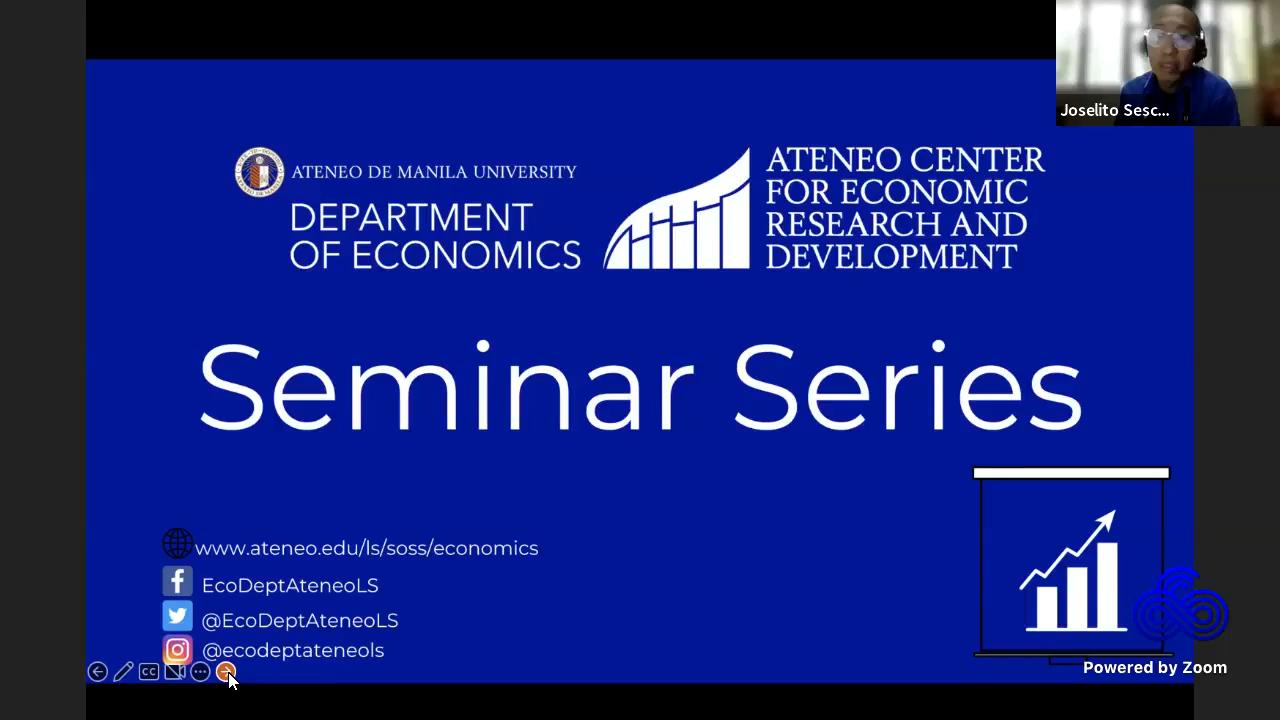 Joselito Sesc...
ATENEO DE MANILA UNIVERSITY
DEPARTMENT
OF ECONOMICS
ATENEO CENTER
FOR ECONOMIC
RESEARCH AND
DEVELOPMENT
Seminar Series
www.ateneo.edu/ls/soss/economics
EcoDeptAteneoLS
@EcoDeptAteneoLS
@ecodeptateneols
CC
Powered by Zoom